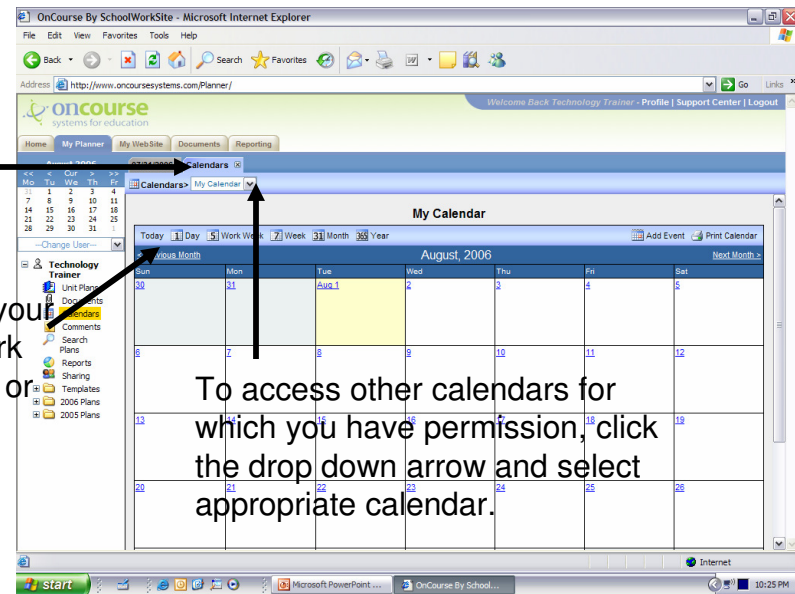 OnCourse By SchoolWorkSite - Microsoft Internet Explorer
File Edit View Favorites Tools Help
Back Search Favorites
Address http://www.oncoursesystems.com/Planner/ Go Links
oncourse
systems for education
Welcome Back Technology Trainer - Profile | Support Center | Logout
Home My Planner My WebSite Documents Reporting
August 2006
<< < Cur > >>
Mo Tu We Th Fr
31 1 2 3 4
7 8 9 10 11
14 15 16 17 18
21 22 23 24 25
28 29 30 31 1
--Change User--
Technology
Trainer
Unit Plans
Documents
Calendars
Comments
Search
Plans
Reports
Sharing
Templates
2006 Plans
2005 Plans
your
rk
or
Calendars
Calendars> My Calendar
My Calendar
Today 1 Day 5 Work Week 7 Week 31 Month 365 Year Add Event Print Calendar
< Previous Month August, 2006 Next Month >
Sun Mon Tue Wed Thu Fri Sat
30 31 Aug 1 2 3 4 5
6 7 8 9 10 11 12
13 14 15 16 17 18 19
20 21 22 23 24 25 26
To access other calendars for
which you have permission, click
the drop down arrow and select
appropriate calendar.
Internet
start Microsoft PowerPoint ... OnCourse By School... 10:25 PM